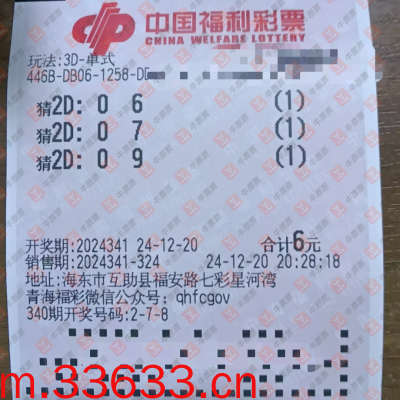 中国福利彩票
CHINA WELFARE LOTTERY
玩法:3D-单式
446B-DB06-1258-D
猜2D: 0 6 (1)
猜2D: 0 7 (1)
猜2D: 0 9 (1)
开奖期:2024341 24-12-20 合计6元
销售期:2024341-324 24-12-20 20:28:18
地址:海东市互助县福安路七彩星河湾
青海福彩微信公众号: qhfcgov
340期开奖号码:2-7-8
m.33633.cn